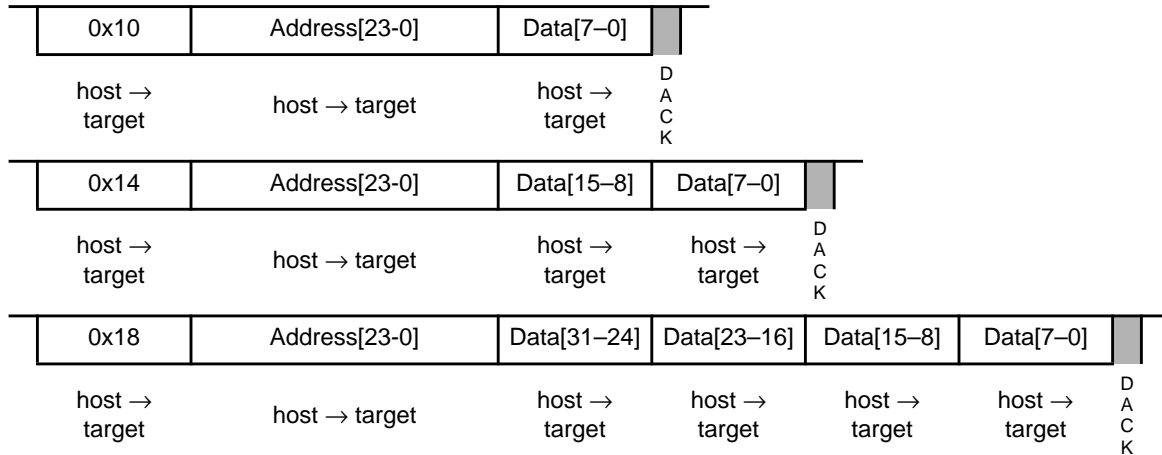 0x10 Address[23-0] Data[7–0]
host → host → target host →
target target
D
A
C
K
0x14 Address[23-0] Data[15–8] Data[7–0]
host → host → target host → host →
target target target
D
A
C
K
0x18 Address[23-0] Data[31–24] Data[23–16] Data[15–8] Data[7–0]
host → host → target host → host → host → host →
target target target target target
D
A
C
K